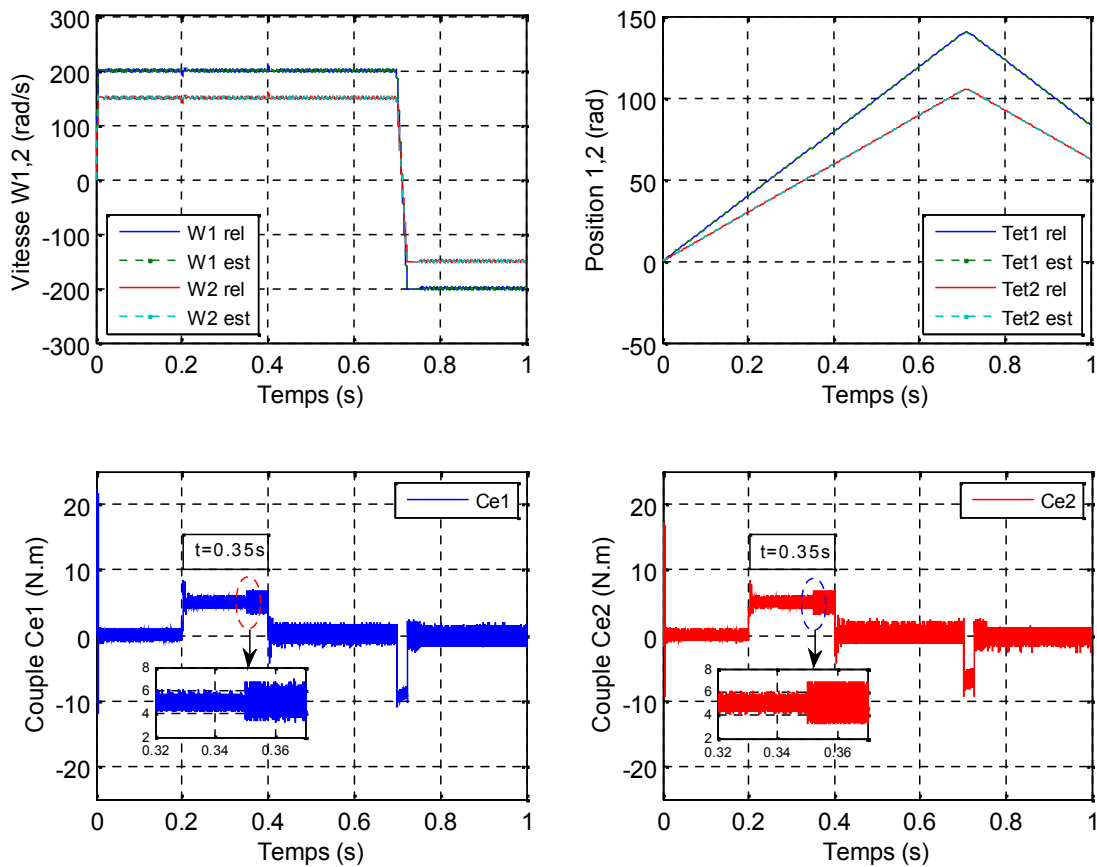 300
200
100
0
-100
-200
-300
Vitesse W1,2 (rad/s)
W1 rel
W1 est
W2 rel
W2 est
0 0.2 0.4 0.6 0.8 1
Temps (s)
150
100
50
0
-50
Position 1,2 (rad)
Tet1 rel
Tet1 est
Tet2 rel
Tet2 est
0 0.2 0.4 0.6 0.8 1
Temps (s)
20
10
0
-10
-20
Couple Ce1 (N.m)
Ce1
t=0.35s
8
6
4
2
0.32 0.34 0.36
0 0.2 0.4 0.6 0.8 1
Temps (s)
20
10
0
-10
-20
Couple Ce2 (N.m)
Ce2
t=0.35s
8
6
4
2
0.32 0.34 0.36
0 0.2 0.4 0.6 0.8 1
Temps (s)